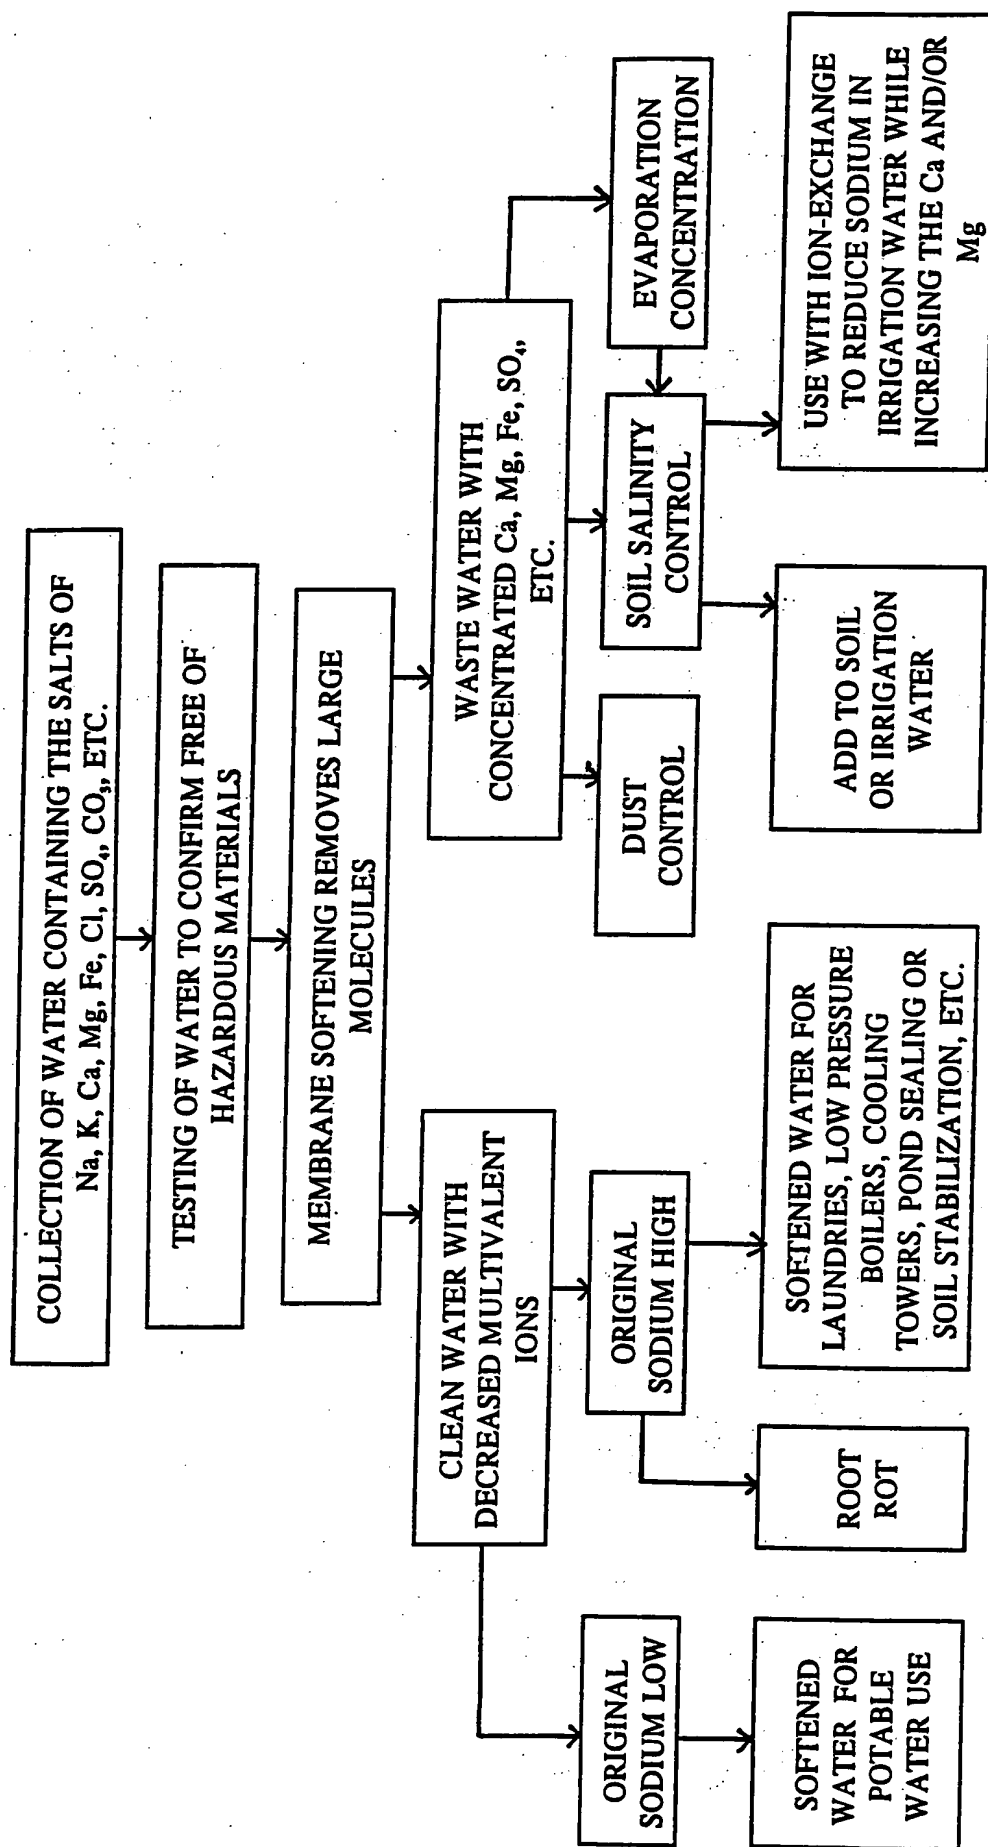 COLLECTION OF WATER CONTAINING THE SALTS OF
Na, K, Ca, Mg, Fe, Cl, SO₄, CO₃, ETC.
TESTING OF WATER TO CONFIRM FREE OF
HAZARDOUS MATERIALS
MEMBRANE SOFTENING REMOVES LARGE
MOLECULES
CLEAN WATER WITH
DECREASED MULTIVALENT
IONS
WASTE WATER WITH
CONCENTRATED Ca, Mg, Fe, SO₄,
ETC.
ORIGINAL
SODIUM LOW
ORIGINAL
SODIUM HIGH
DUST
CONTROL
SOIL SALINITY
CONTROL
EVAPORATION
CONCENTRATION
SOFTENED
WATER FOR
POTABLE
WATER USE
ROOT
ROT
SOFTENED WATER FOR
LAUNDRIES, LOW PRESSURE
BOILERS, COOLING
TOWERS, POND SEALING OR
SOIL STABILIZATION, ETC.
ADD TO SOIL
OR IRRIGATION
WATER
USE WITH ION-EXCHANGE
TO REDUCE SODIUM IN
IRRIGATION WATER WHILE
INCREASING THE Ca AND/OR
Mg